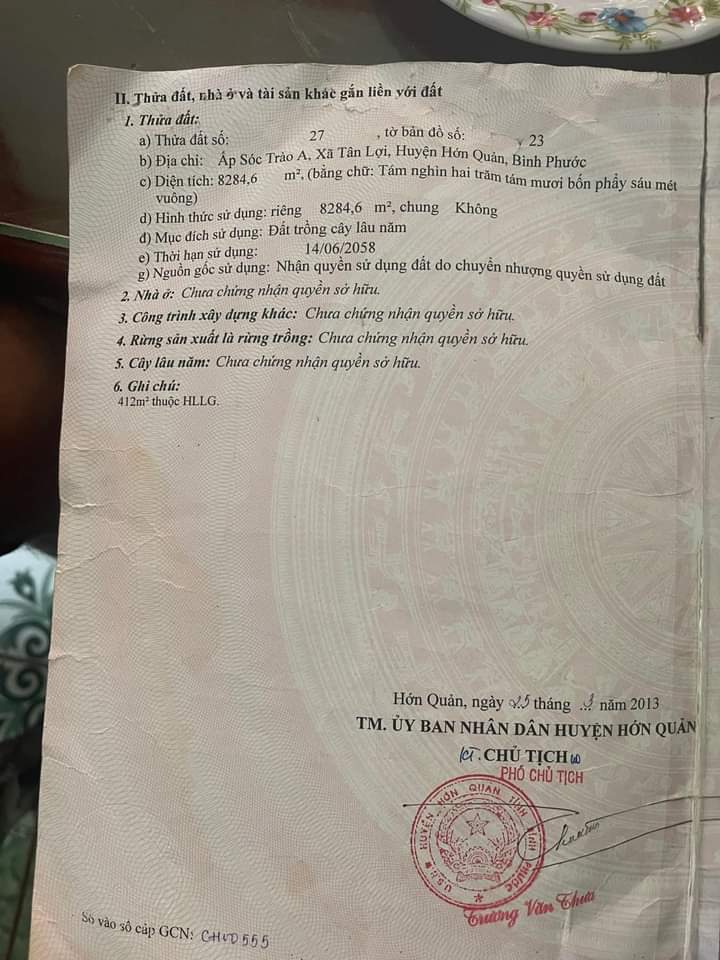 II. Thửa đất, nhà ở và tài sản khác gắn liền với đất
1. Thửa đất:
a) Thửa đất số: 27 , tờ bản đồ số: 23
b) Địa chỉ: Ấp Sóc Trào A, Xã Tân Lợi, Huyện Hớn Quản, Bình Phước
c) Diện tích: 8284,6 m², (bằng chữ: Tám nghìn hai trăm tám mươi bốn phẩy sáu mét
vuông)
d) Hình thức sử dụng: riêng 8284,6 m², chung Không
đ) Mục đích sử dụng: Đất trồng cây lâu năm
e) Thời hạn sử dụng: 14/06/2058
g) Nguồn gốc sử dụng: Nhận quyền sử dụng đất do chuyển nhượng quyền sử dụng đất
2. Nhà ở: Chưa chứng nhận quyền sở hữu.
3. Công trình xây dựng khác: Chưa chứng nhận quyền sở hữu.
4. Rừng sản xuất là rừng trồng: Chưa chứng nhận quyền sở hữu.
5. Cây lâu năm: Chưa chứng nhận quyền sở hữu.
6. Ghi chú:
412m² thuộc HLLG.
Hớn Quản, ngày 25 tháng năm 2013
TM. ỦY BAN NHÂN DÂN HUYỆN HỚN QUẢN
KT. CHỦ TỊCH
PHÓ CHỦ TỊCH
HUYỆN HỚN QUẢN TỈNH BÌNH PHƯỚC
Trương Văn Thưa
Số vào sổ cấp GCN: CH00555